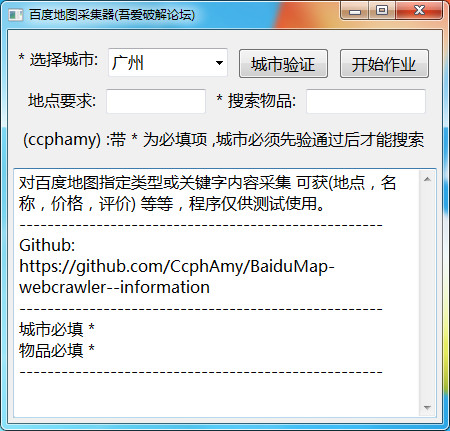 百度地图采集器(吾爱破解论坛)
* 选择城市: 广州 城市验证 开始作业
地点要求: * 搜索物品:
(ccphamy) :带 * 为必填项 ,城市必须先验通过后才能搜索
对百度地图指定类型或关键字内容采集 可获(地点，名
称，价格，评价) 等等，程序仅供测试使用。
------------------------------------------------
Github:
https://github.com/CcphAmy/BaiduMap-
webcrawler--information
------------------------------------------------
城市必填 *
物品必填 *
------------------------------------------------